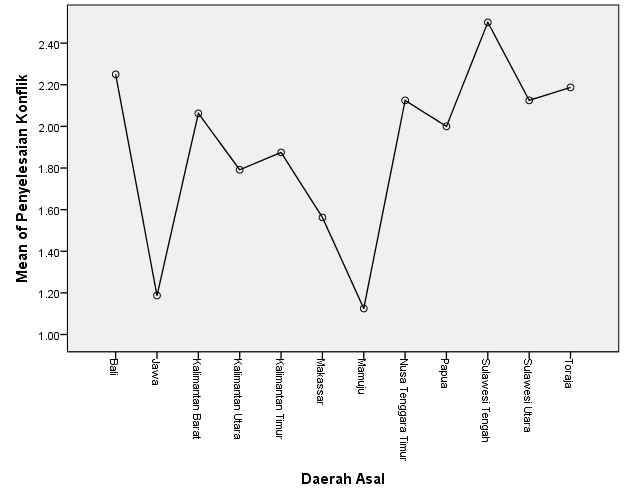 Mean of Penyelesaian Konflik
2.40
2.20
2.00
1.80
1.60
1.40
1.20
1.00
Bali
Jawa
Kalimantan Barat
Kalimantan Utara
Kalimantan Timur
Makassar
Mamuju
Nusa Tenggara Timur
Papua
Sulawesi Tengah
Sulawesi Utara
Toraja
Daerah Asal